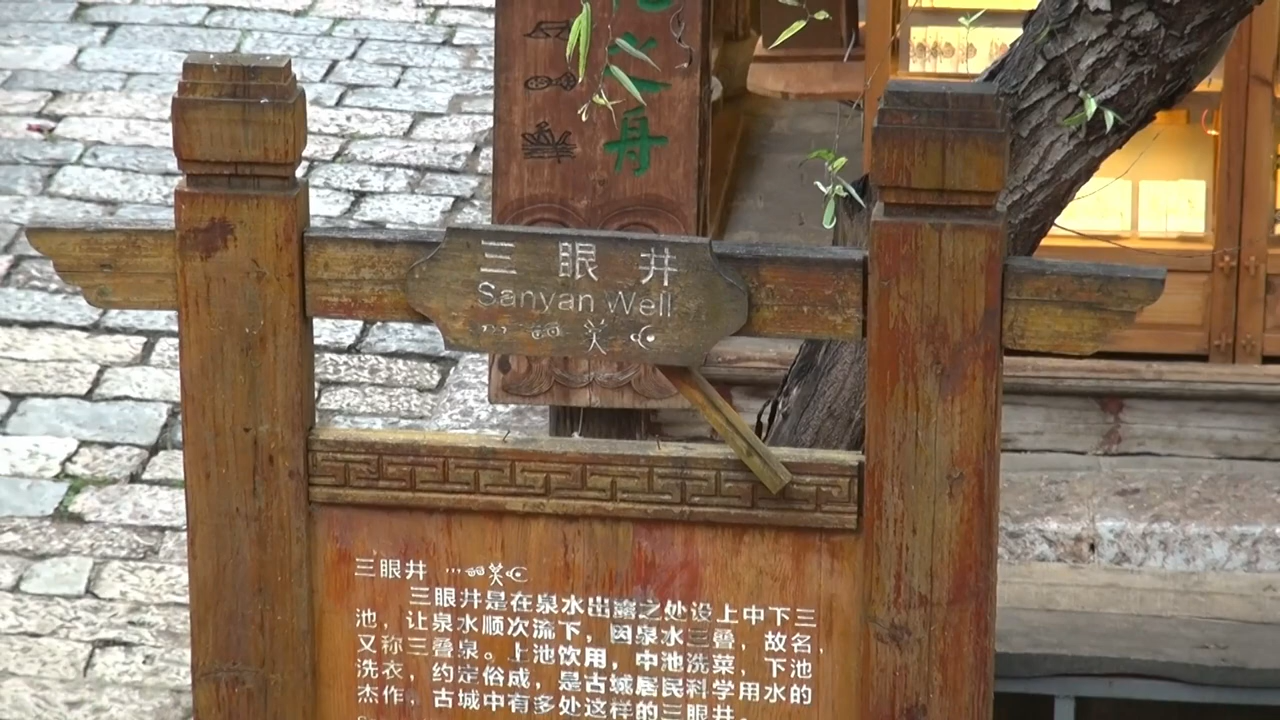 之舟
三眼井
Sanyan Well
三眼井
三眼井是在泉水出露之处设上中下三
池，让泉水顺次流下，因泉水三叠，故名，
又称三叠泉。上池饮用，中池洗菜，下池
洗衣，约定俗成，是古城居民科学用水的
杰作，古城中有多处这样的三眼井。